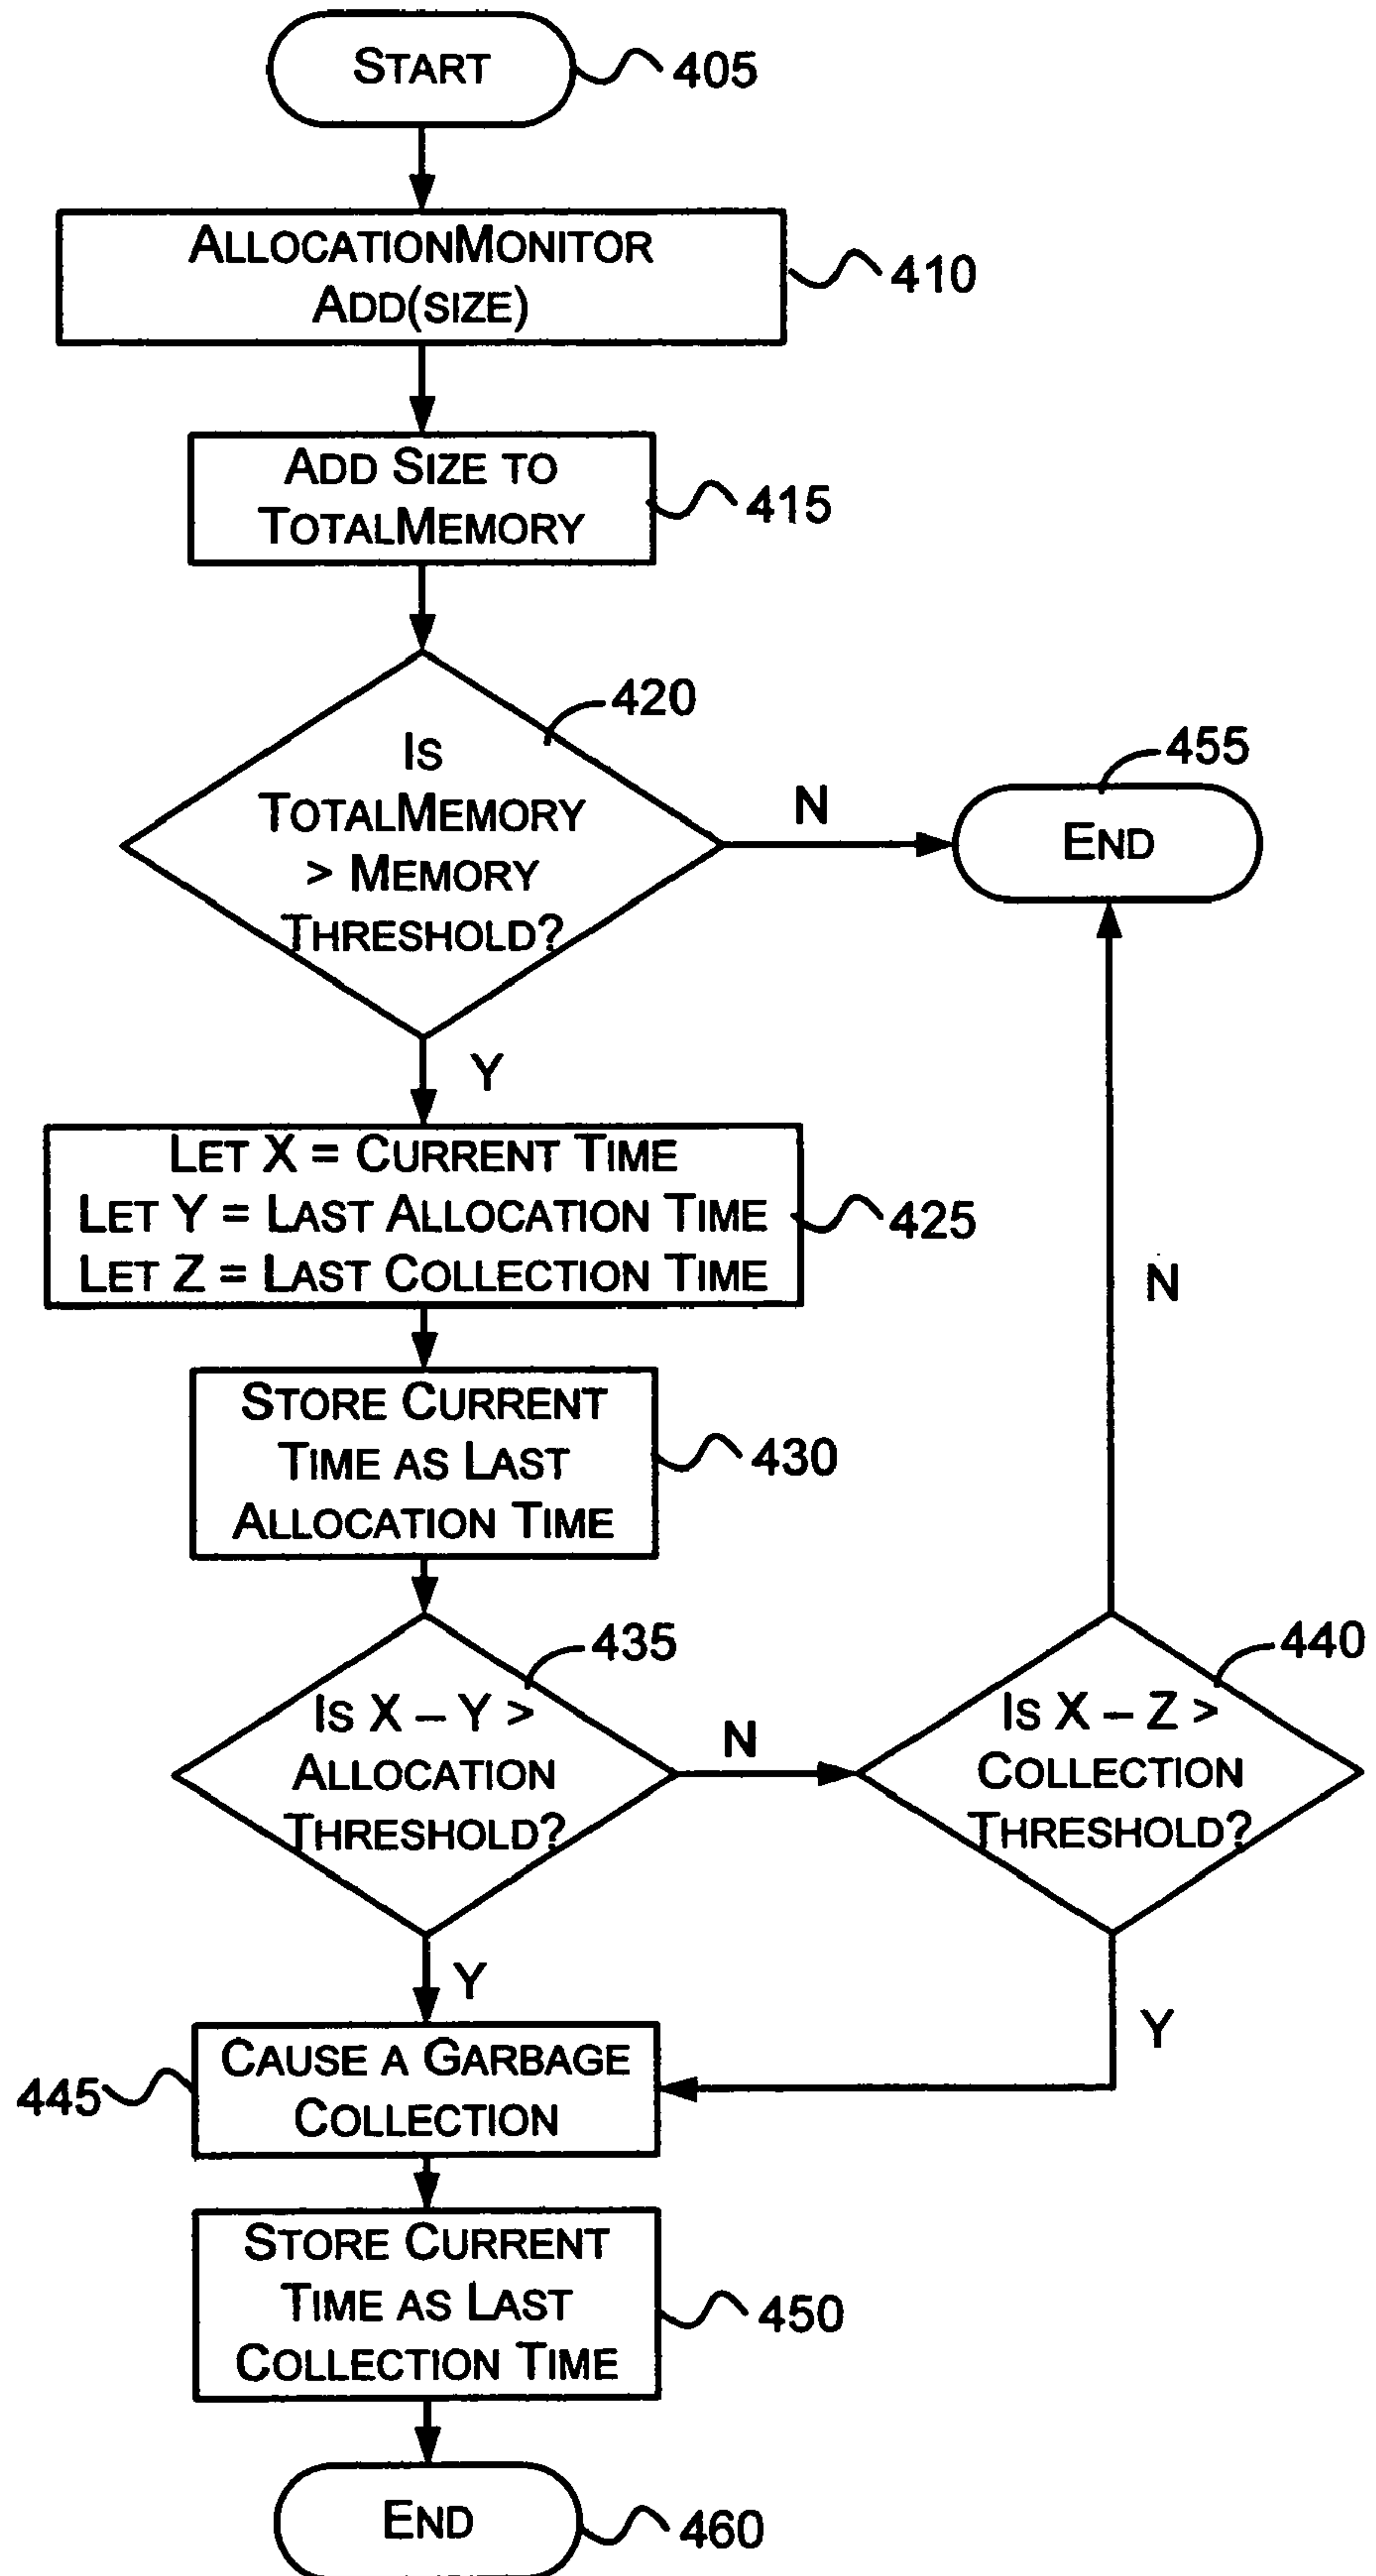 START
405
ALLOCATIONMONITOR
ADD(SIZE)
410
ADD SIZE TO
TOTALMEMORY
415
420
IS
TOTALMEMORY
> MEMORY
THRESHOLD?
N
455
END
Y
LET X = CURRENT TIME
LET Y = LAST ALLOCATION TIME
LET Z = LAST COLLECTION TIME
425
N
STORE CURRENT
TIME AS LAST
ALLOCATION TIME
430
435
IS X – Y >
ALLOCATION
THRESHOLD?
N
440
IS X – Z >
COLLECTION
THRESHOLD?
Y
Y
CAUSE A GARBAGE
COLLECTION
445
STORE CURRENT
TIME AS LAST
COLLECTION TIME
450
END
460